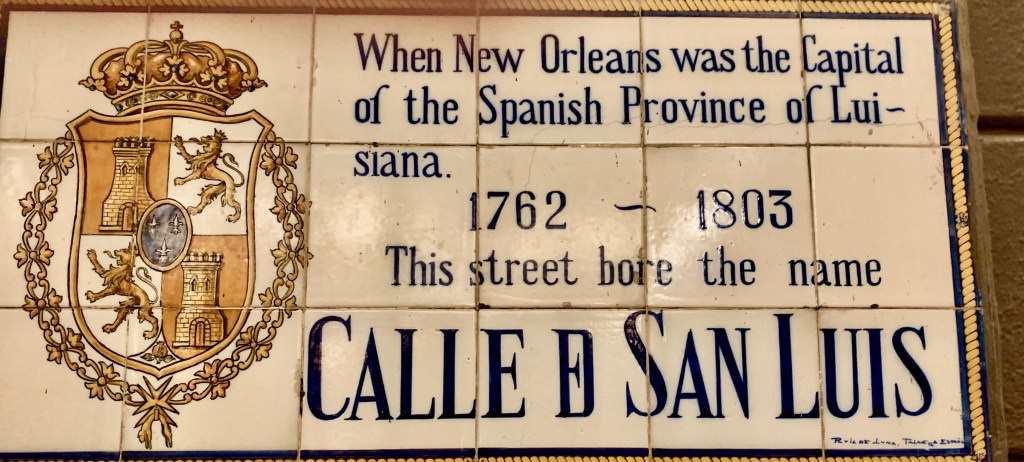 When New Orleans was the Capital
of the Spanish Province of Lui~
siana.
1762 ~ 1803
This street bore the name
CALLE D SAN LUIS